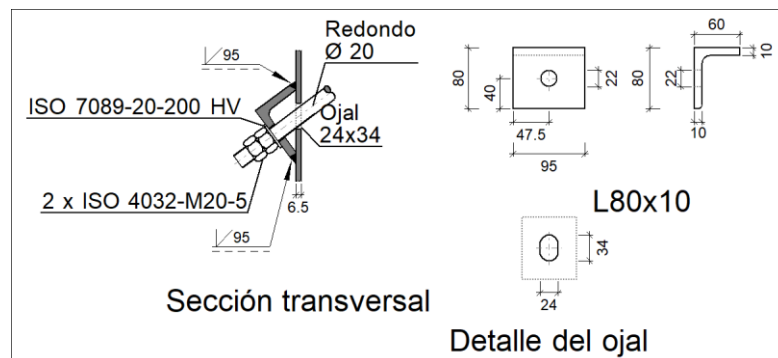 95
Redondo
Ø 20
ISO 7089-20-200 HV
Ojal
24x34
2 x ISO 4032-M20-5
6.5
95
Sección transversal
80
40
22
47.5
95
60
10
80
22
10
L80x10
34
24
Detalle del ojal